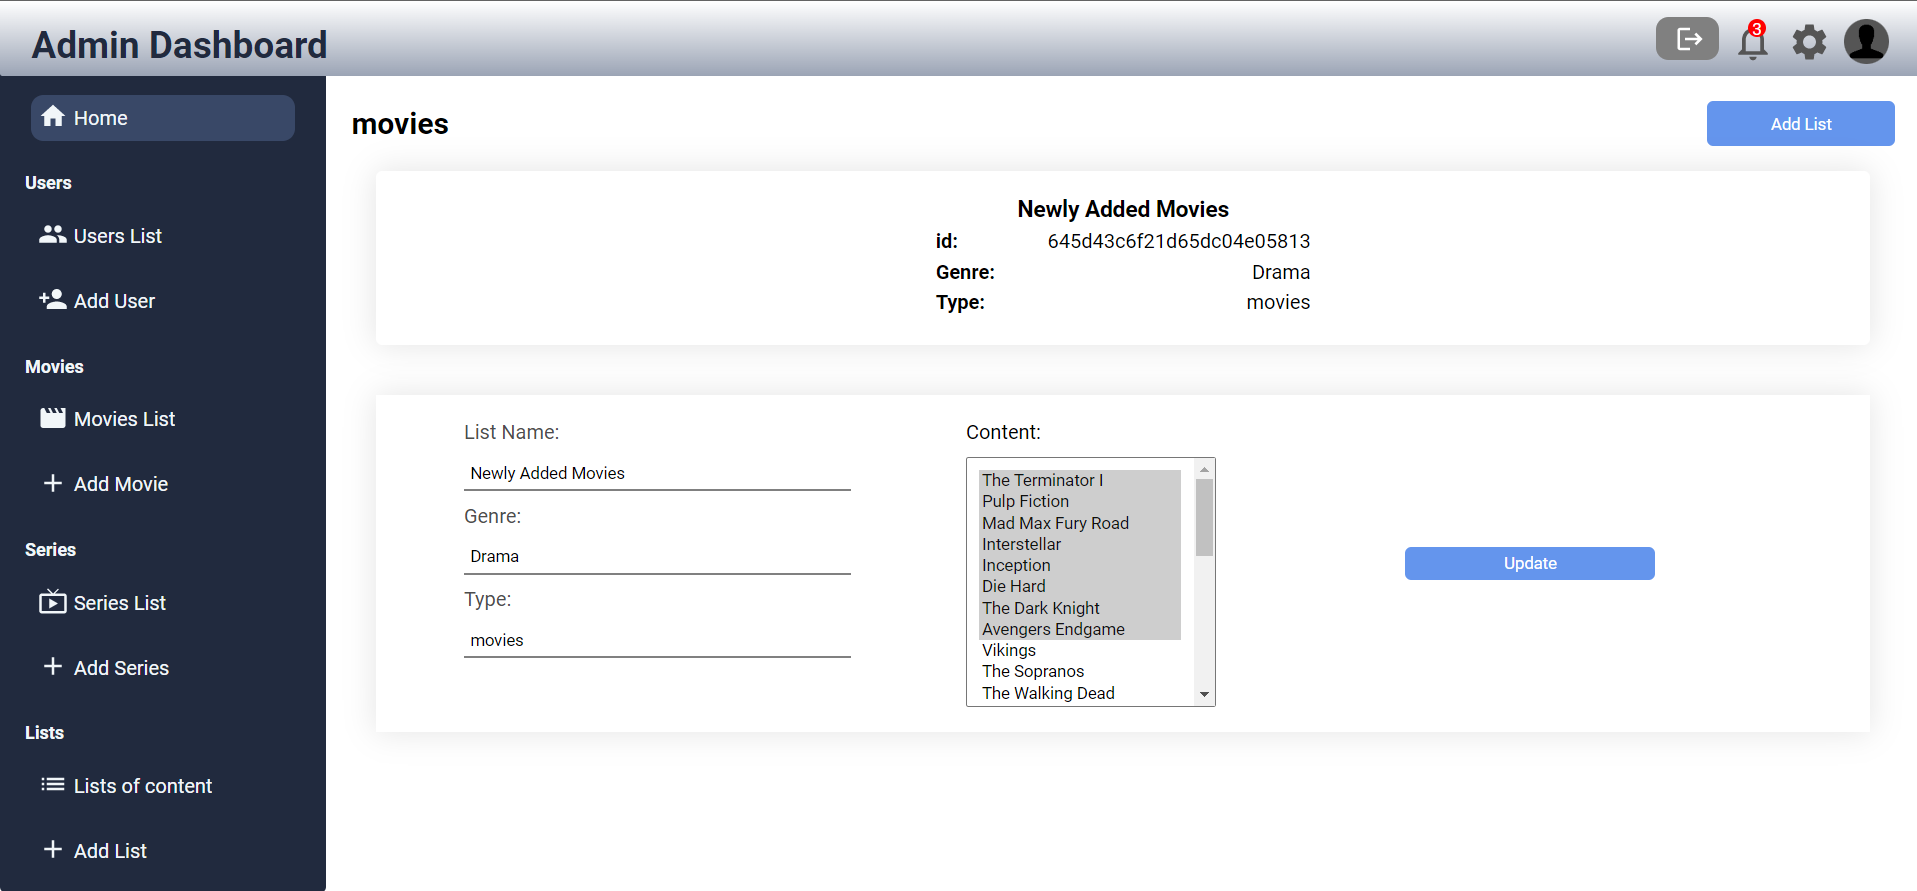 Admin Dashboard
3
Home
Users
Users List
Add User
Movies
Movies List
Add Movie
Series
Series List
Add Series
Lists
Lists of content
Add List
movies
Add List
Newly Added Movies
id: 645d43c6f21d65dc04e05813
Genre: Drama
Type: movies
List Name:
Newly Added Movies
Genre:
Drama
Type:
movies
Content:
The Terminator I
Pulp Fiction
Mad Max Fury Road
Interstellar
Inception
Die Hard
The Dark Knight
Avengers Endgame
Vikings
The Sopranos
The Walking Dead
Update